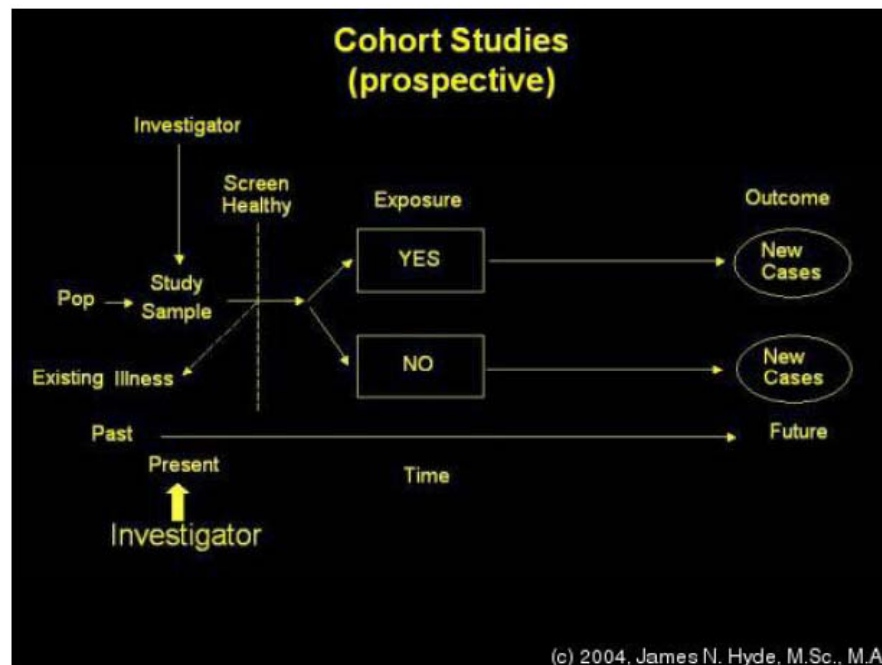 Cohort Studies
(prospective)
Investigator
Screen
Healthy
Exposure
Outcome
YES
New
Cases
Pop
Study
Sample
NO
New
Cases
Existing Illness
Past
Future
Present
Time
Investigator
(c) 2004, James N. Hyde, M.Sc., M.A